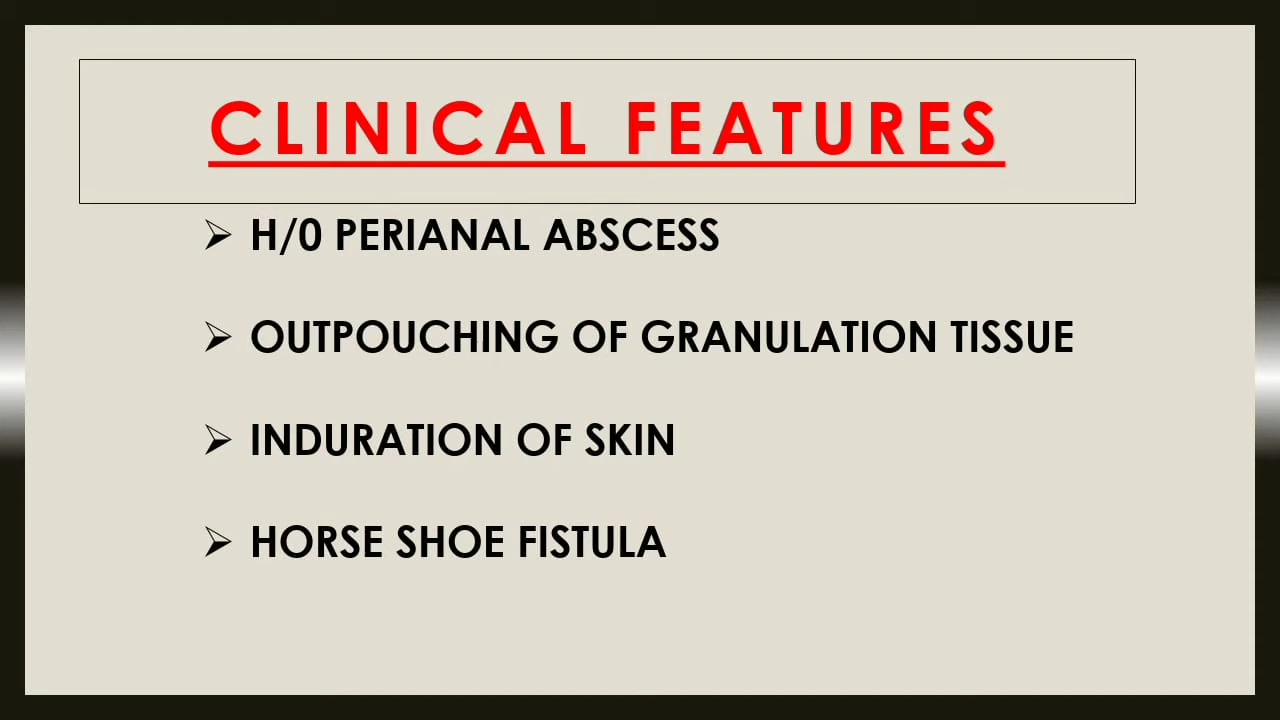 CLINICAL FEATURES
➢ H/0 PERIANAL ABSCESS
➢ OUTPOUCHING OF GRANULATION TISSUE
➢ INDURATION OF SKIN
➢ HORSE SHOE FISTULA